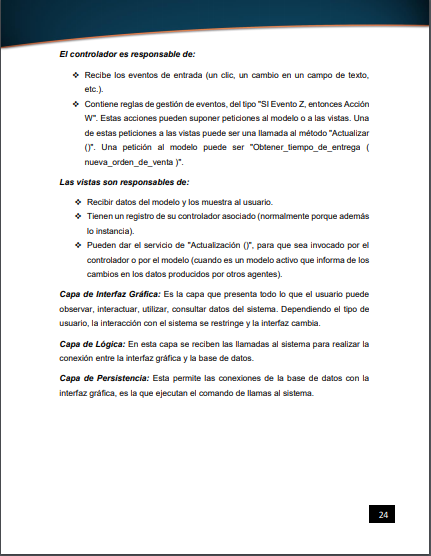 El controlador es responsable de:
❖ Recibe los eventos de entrada (un clic, un cambio en un campo de texto,
etc.).
❖ Contiene reglas de gestión de eventos, del tipo "SI Evento Z, entonces Acción
W". Estas acciones pueden suponer peticiones al modelo o a las vistas. Una
de estas peticiones a las vistas puede ser una llamada al método "Actualizar
()". Una petición al modelo puede ser "Obtener_tiempo_de_entrega (
nueva_orden_de_venta )".
Las vistas son responsables de:
❖ Recibir datos del modelo y los muestra al usuario.
❖ Tienen un registro de su controlador asociado (normalmente porque además
lo instancia).
❖ Pueden dar el servicio de "Actualización ()", para que sea invocado por el
controlador o por el modelo (cuando es un modelo activo que informa de los
cambios en los datos producidos por otros agentes).
Capa de Interfaz Gráfica: Es la capa que presenta todo lo que el usuario puede
observar, interactuar, utilizar, consultar datos del sistema. Dependiendo el tipo de
usuario, la interacción con el sistema se restringe y la interfaz cambia.
Capa de Lógica: En esta capa se reciben las llamadas al sistema para realizar la
conexión entre la interfaz gráfica y la base de datos.
Capa de Persistencia: Esta permite las conexiones de la base de datos con la
interfaz gráfica, es la que ejecutan el comando de llamas al sistema.
24